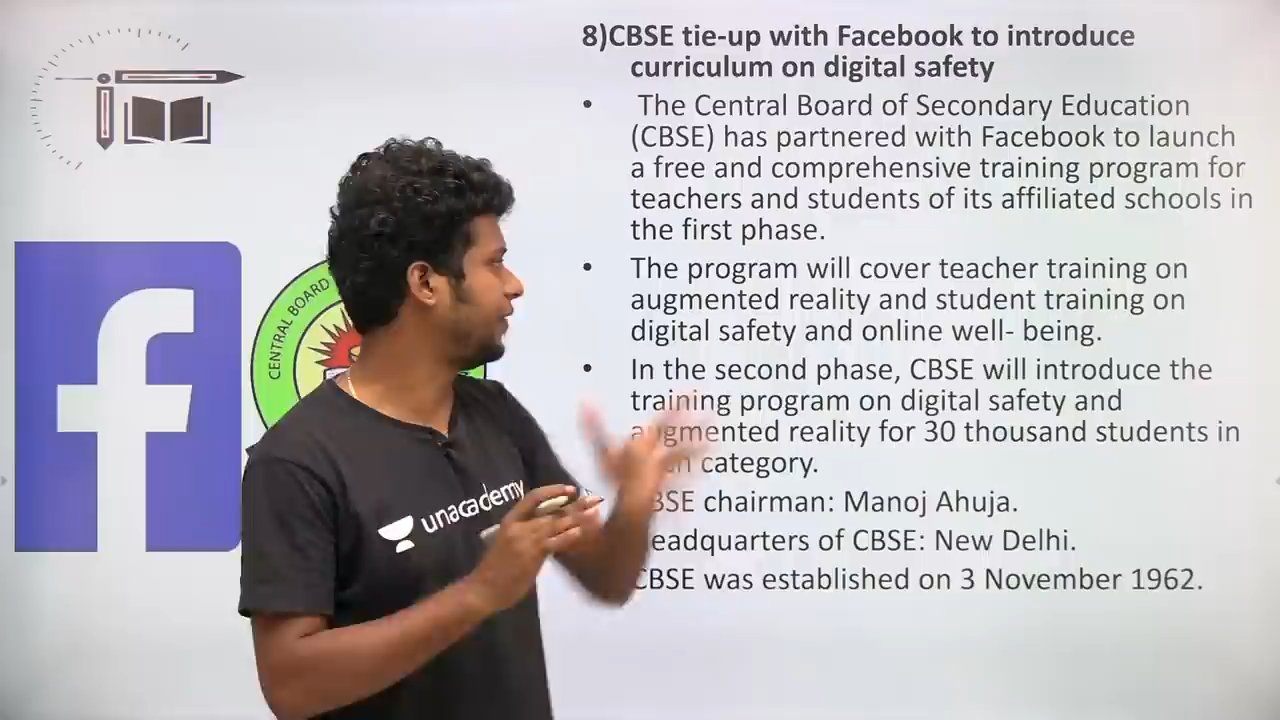 8)CBSE tie-up with Facebook to introduce
curriculum on digital safety
• The Central Board of Secondary Education
(CBSE) has partnered with Facebook to launch
a free and comprehensive training program for
teachers and students of its affiliated schools in
the first phase.
• The program will cover teacher training on
augmented reality and student training on
digital safety and online well- being.
• In the second phase, CBSE will introduce the
training program on digital safety and
augmented reality for 30 thousand students in
category.
CBSE chairman: Manoj Ahuja.
Headquarters of CBSE: New Delhi.
CBSE was established on 3 November 1962.
f
CENTRAL BOARD
unacademy